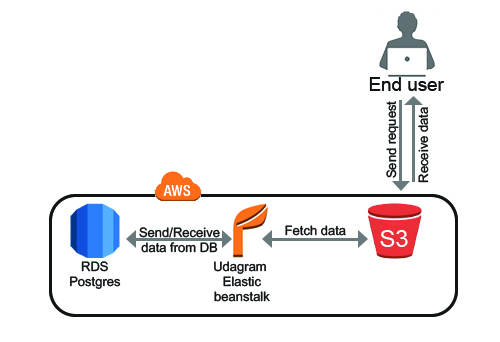 End user
Send request
Receive data
AWS
Send/Receive
data from DB
Fetch data
S3
RDS
Postgres
Udagram
Elastic
beanstalk